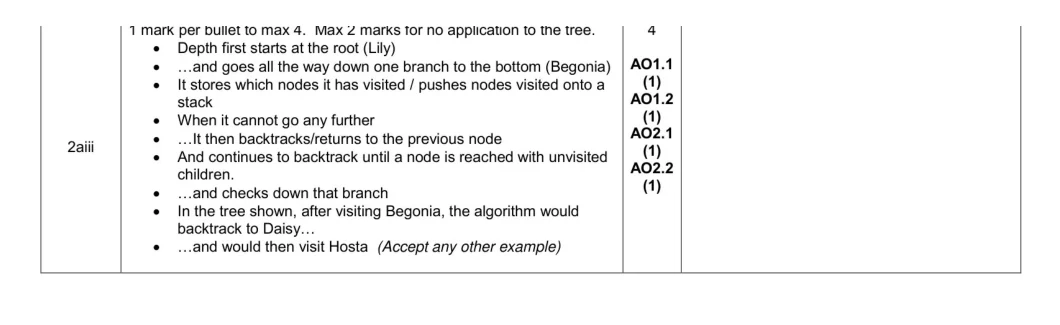 1 mark per bullet to max 4. Max 2 marks for no application to the tree.
4
• Depth first starts at the root (Lily)
• …and goes all the way down one branch to the bottom (Begonia)
AO1.1
• It stores which nodes it has visited / pushes nodes visited onto a
(1)
stack
AO1.2
• When it cannot go any further
(1)
• …It then backtracks/returns to the previous node
AO2.1
2aiii
• And continues to backtrack until a node is reached with unvisited
(1)
children.
AO2.2
• …and checks down that branch
(1)
• In the tree shown, after visiting Begonia, the algorithm would
backtrack to Daisy…
• …and would then visit Hosta (Accept any other example)